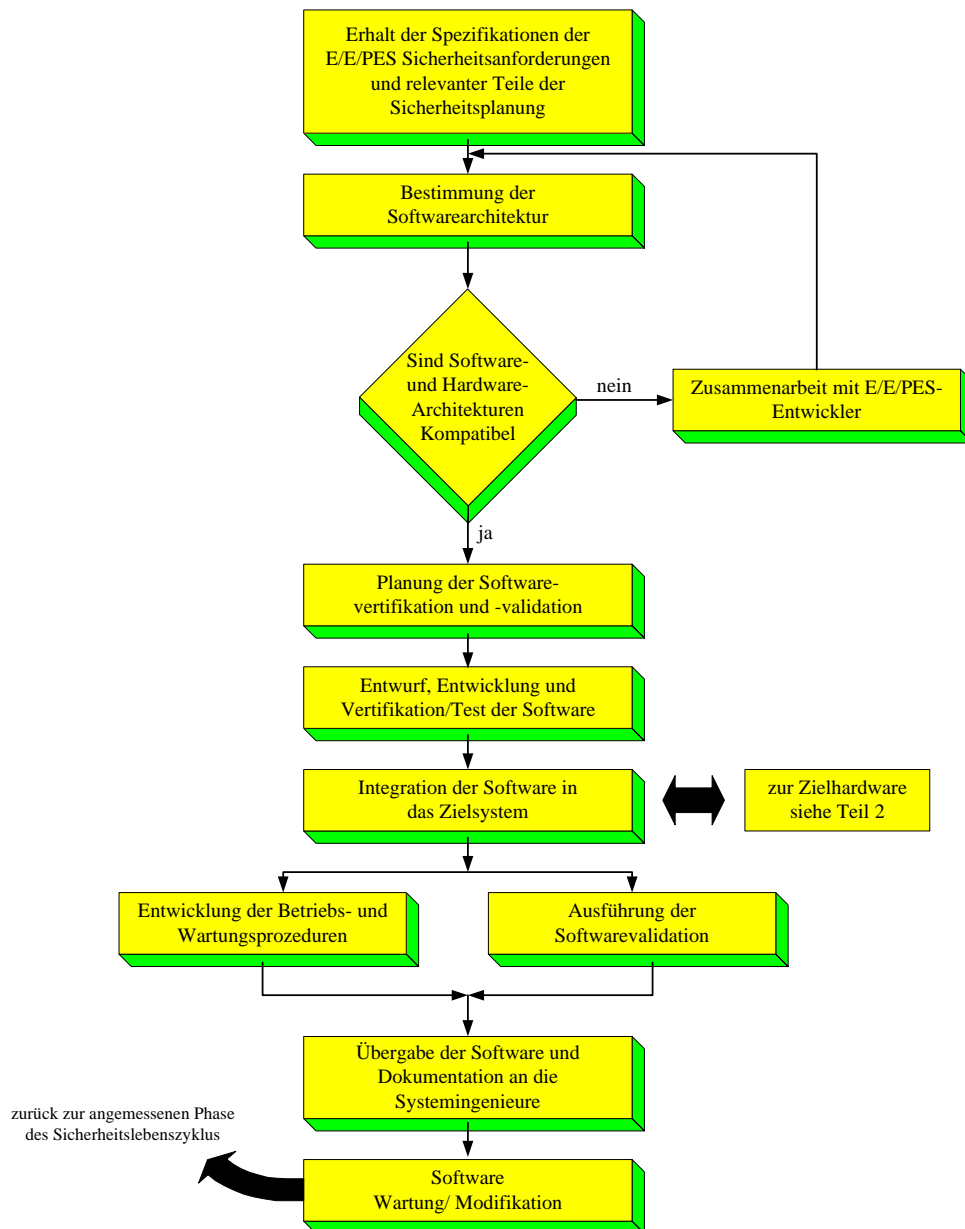 Erhalt der Spezifikationen der
E/E/PES Sicherheitsanforderungen
und relevanter Teile der
Sicherheitsplanung
Bestimmung der
Softwarearchitektur
Sind Software-
und Hardware-
Architekturen
Kompatibel
nein
Zusammenarbeit mit E/E/PES-
Entwickler
ja
Planung der Software-
vertifikation und -validation
Entwurf, Entwicklung und
Vertifikation/Test der Software
Integration der Software in
das Zielsystem
zur Zielhardware
siehe Teil 2
Entwicklung der Betriebs- und
Wartungsprozeduren
Ausführung der
Softwarevalidation
Übergabe der Software und
Dokumentation an die
Systemingenieure
zurück zur angemessenen Phase
des Sicherheitslebenszyklus
Software
Wartung/ Modifikation